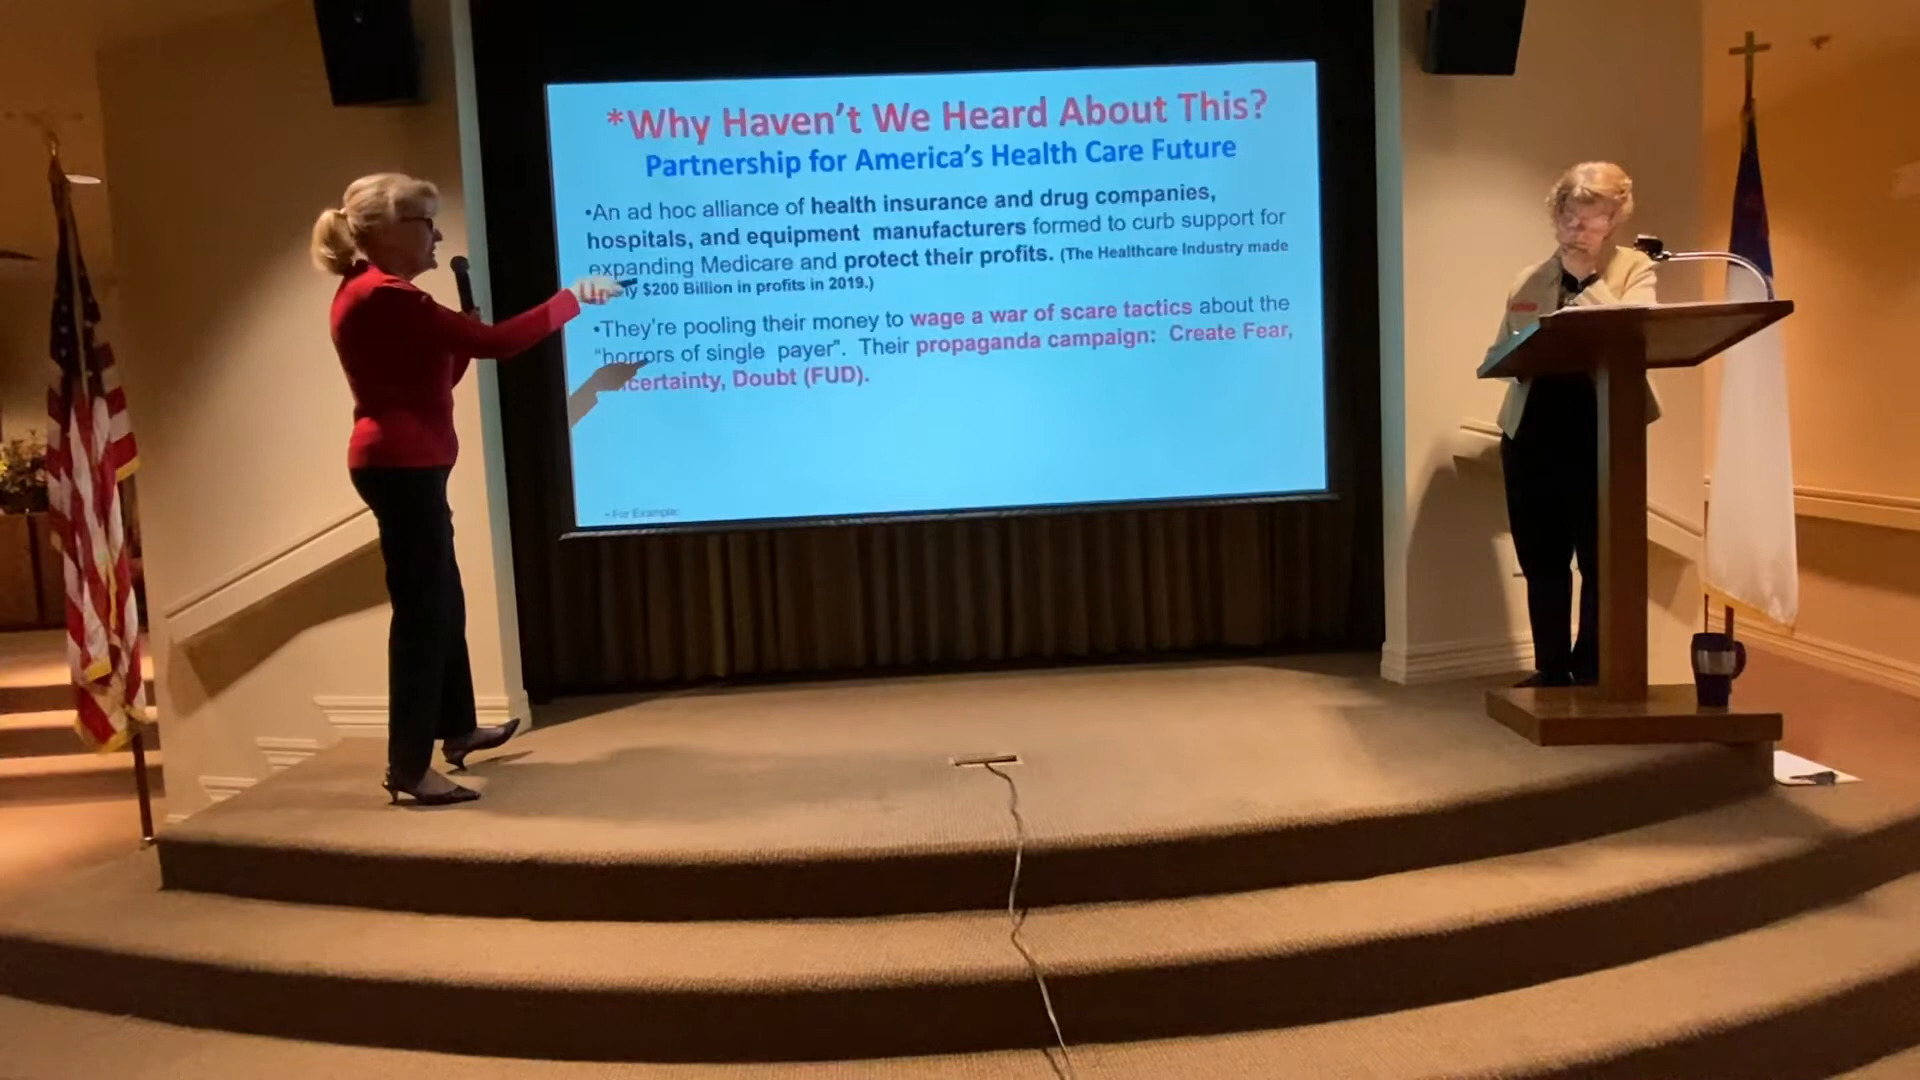 *Why Haven't We Heard About This?
Partnership for America's Health Care Future
•An ad hoc alliance of health insurance and drug companies,
hospitals, and equipment manufacturers formed to curb support for
expanding Medicare and protect their profits. (The Healthcare Industry made
$200 Billion in profits in 2019.)
•They're pooling their money to wage a war of scare tactics about the
"horrors of single payer". Their propaganda campaign: Create Fear,
certainty, Doubt (FUD).
• For Example: